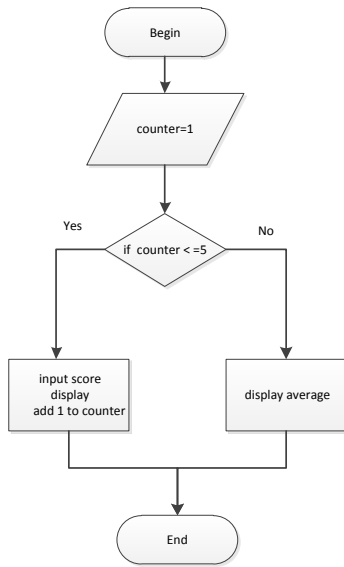 Begin
counter=1
if counter < =5
Yes
No
input score
display
add 1 to counter
display average
End